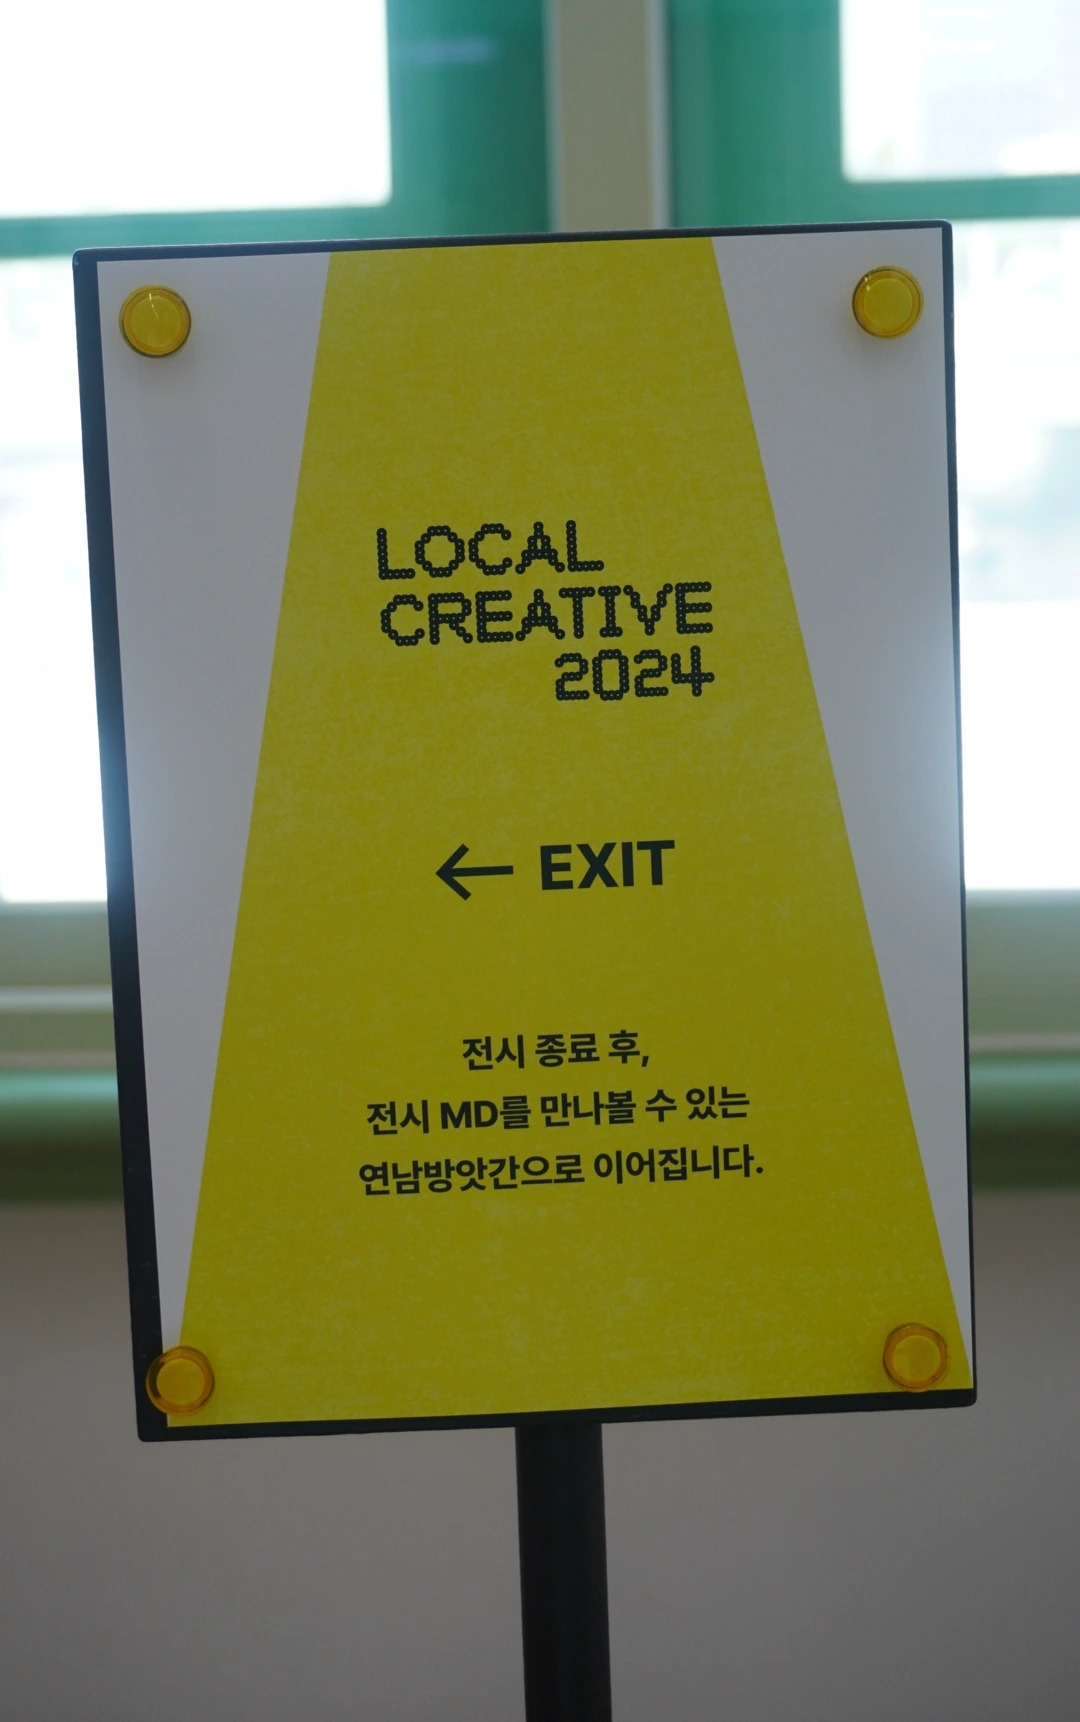 LOCAL
CREATIVE
2024
← EXIT
전시 종료 후,
전시 MD를 만나볼 수 있는
연남방앗간으로 이어집니다.